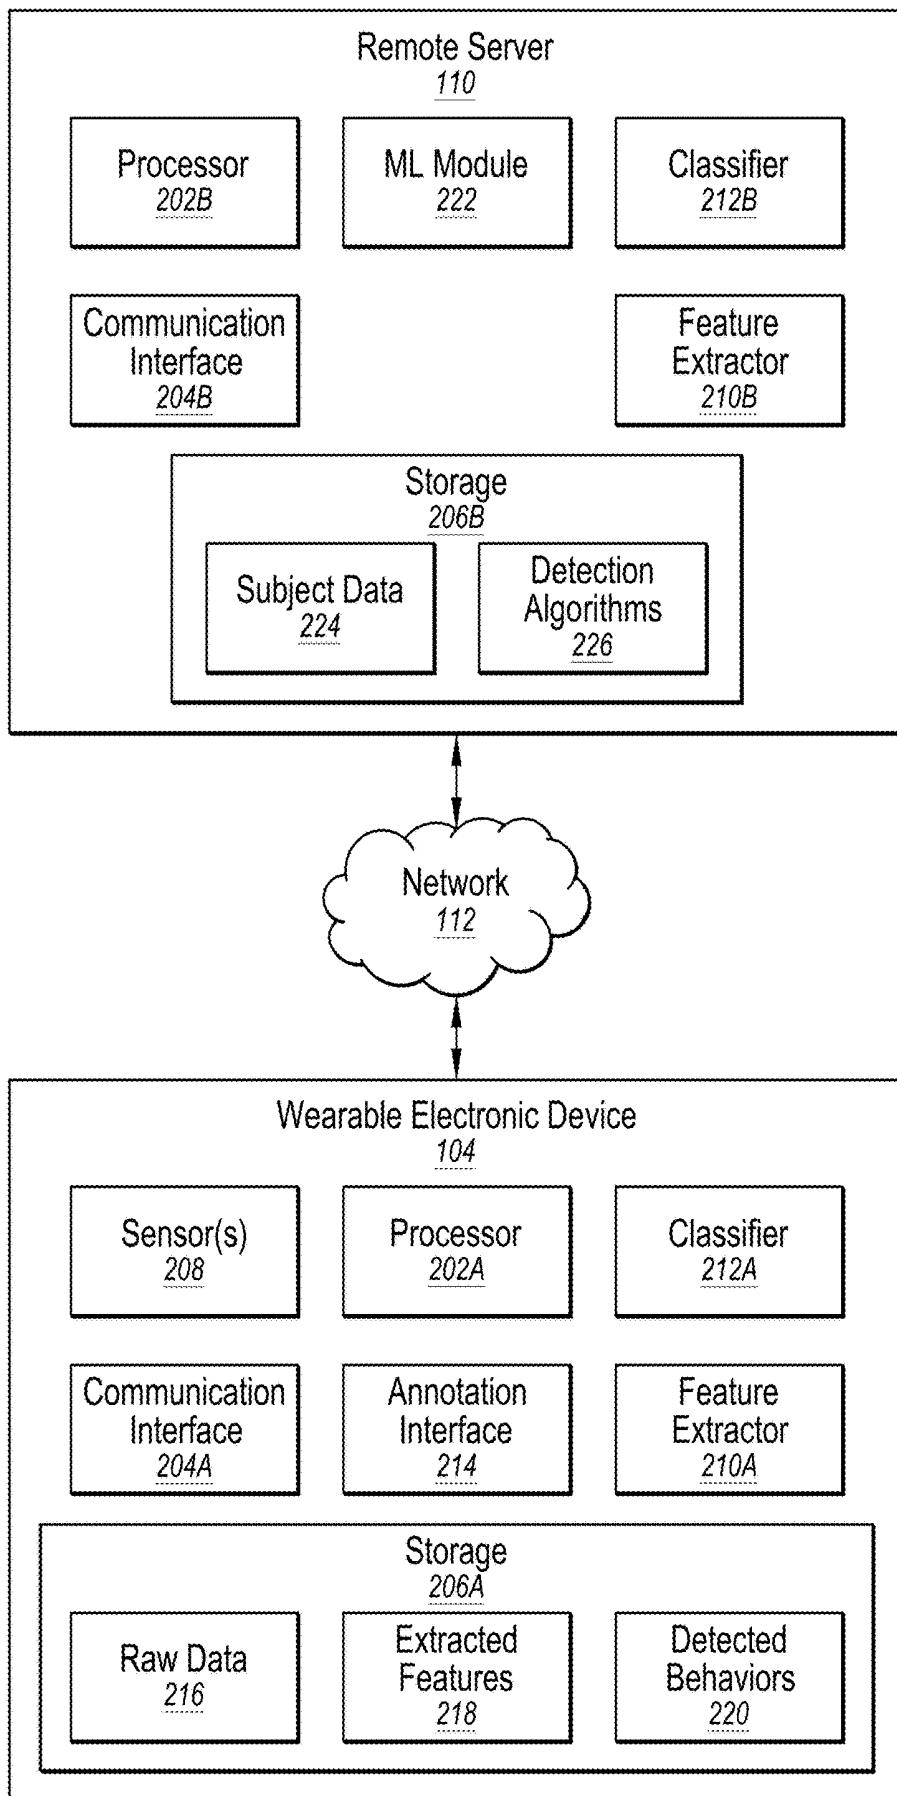 Remote Server
110
Processor
202B
ML Module
222
Classifier
212B
Communication
Interface
204B
Feature
Extractor
210B
Storage
206B
Subject Data
224
Detection
Algorithms
226
Network
112
Wearable Electronic Device
104
Sensor(s)
208
Processor
202A
Classifier
212A
Communication
Interface
204A
Annotation
Interface
214
Feature
Extractor
210A
Storage
206A
Raw Data
216
Extracted
Features
218
Detected
Behaviors
220